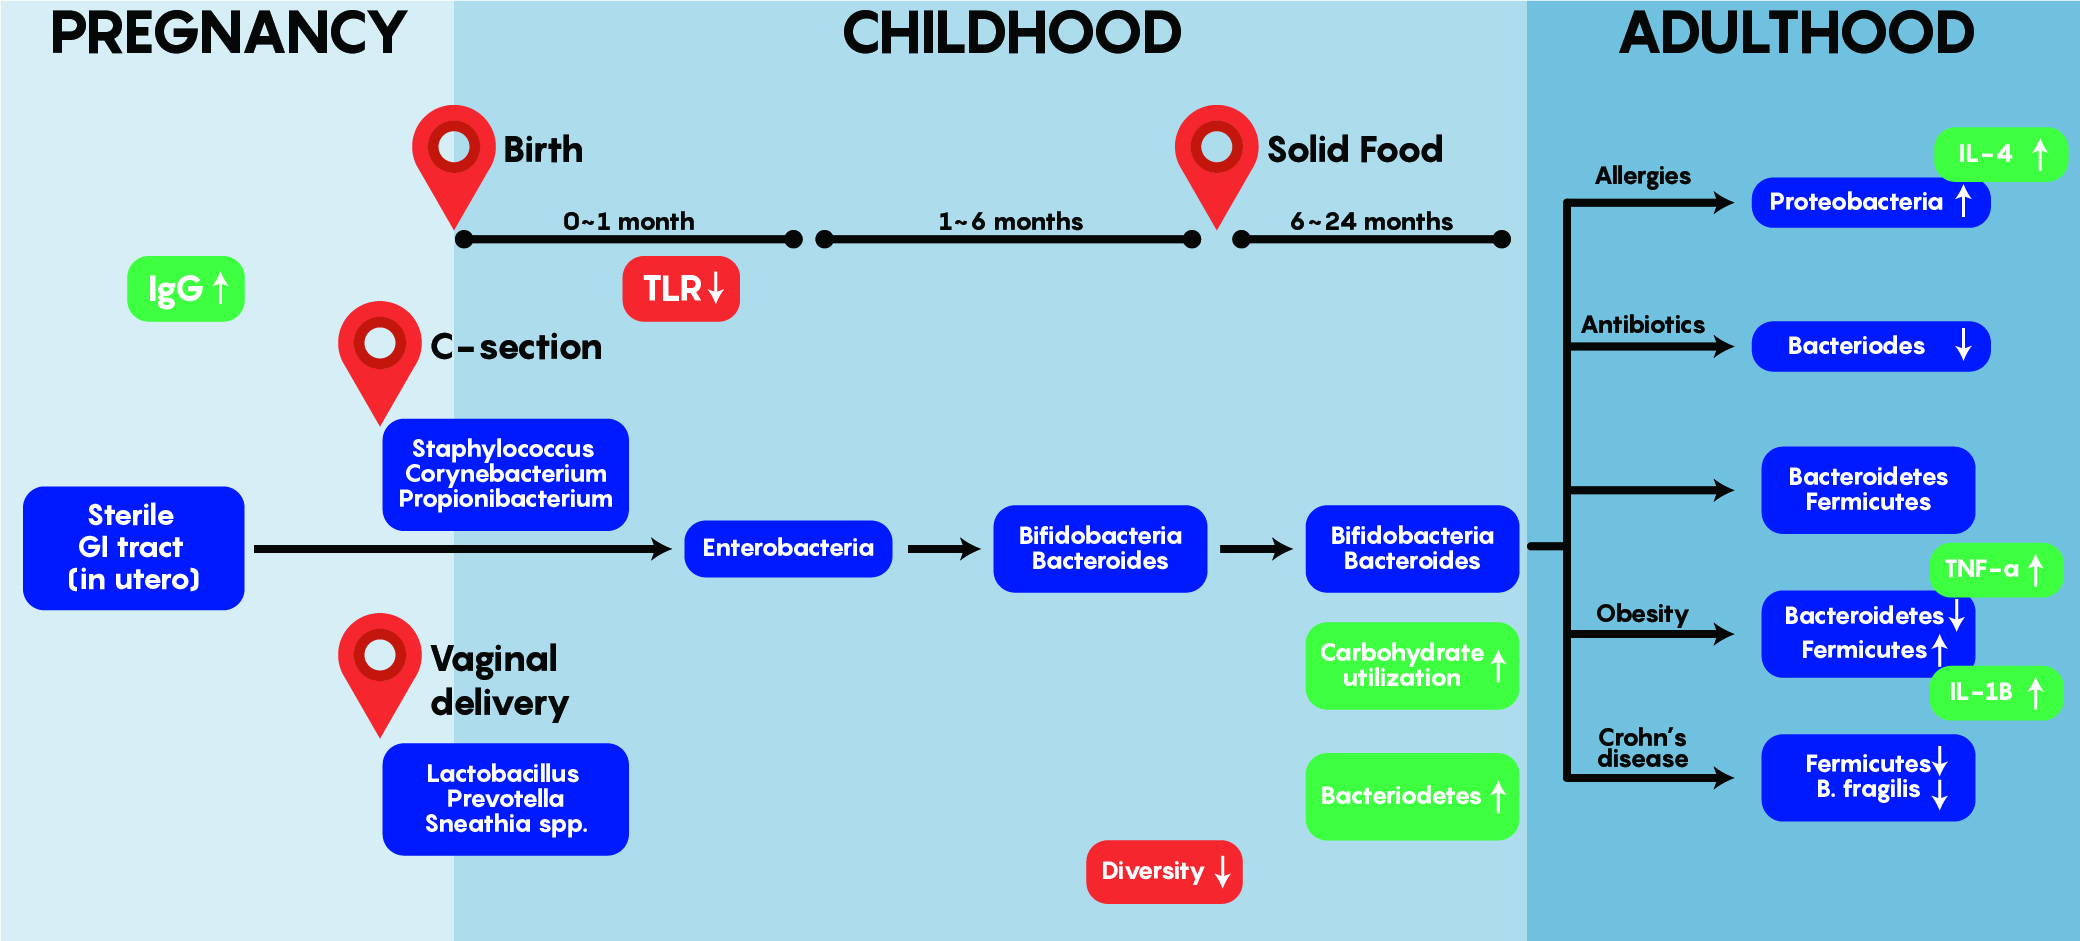 PREGNANCY
CHILDHOOD
ADULTHOOD
Birth
Solid Food
0~1 month
1~6 months
6~24 months
IgG ↑
TLR ↓
C-section
Staphylococcus
Corynebacterium
Propionibacterium
Sterile
Gl tract
(in utero)
Enterobacteria
Bifidobacteria
Bacteroides
Bifidobacteria
Bacteroides
Vaginal
delivery
Lactobacillus
Prevotella
Sneathia spp.
Carbohydrate
utilization ↑
Bacteriodetes ↑
Diversity ↓
Allergies
IL-4 ↑
Proteobacteria ↑
Antibiotics
Bacteriodes ↓
Bacteroidetes
Fermicutes
Obesity
TNF-a ↑
Bacteroidetes ↓
Fermicutes ↑
IL-1B ↑
Crohn's
disease
Fermicutes ↓
B. fragilis ↓